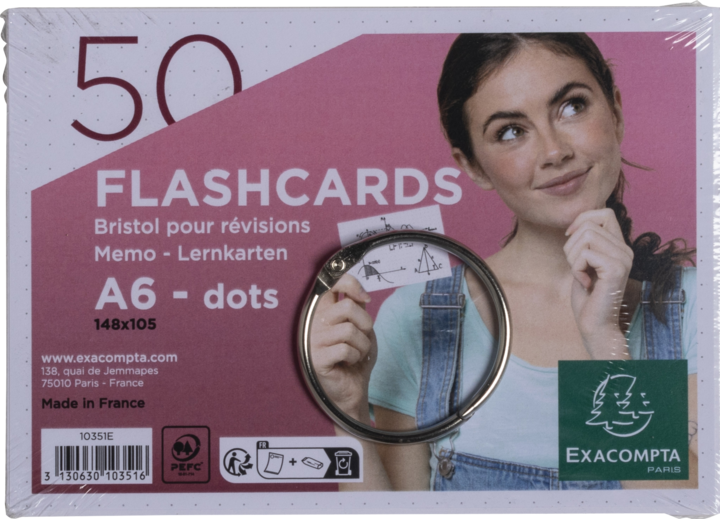 50
FLASHCARDS
Bristol pour révisions
Memo - Lernkarten
A6 - dots
148x105
www.exacompta.com
138, quai de Jemmapes
75010 Paris - France
Made in France
10351E
3 130630 103516
PEFC
FR
EXACOMPTA
PARIS